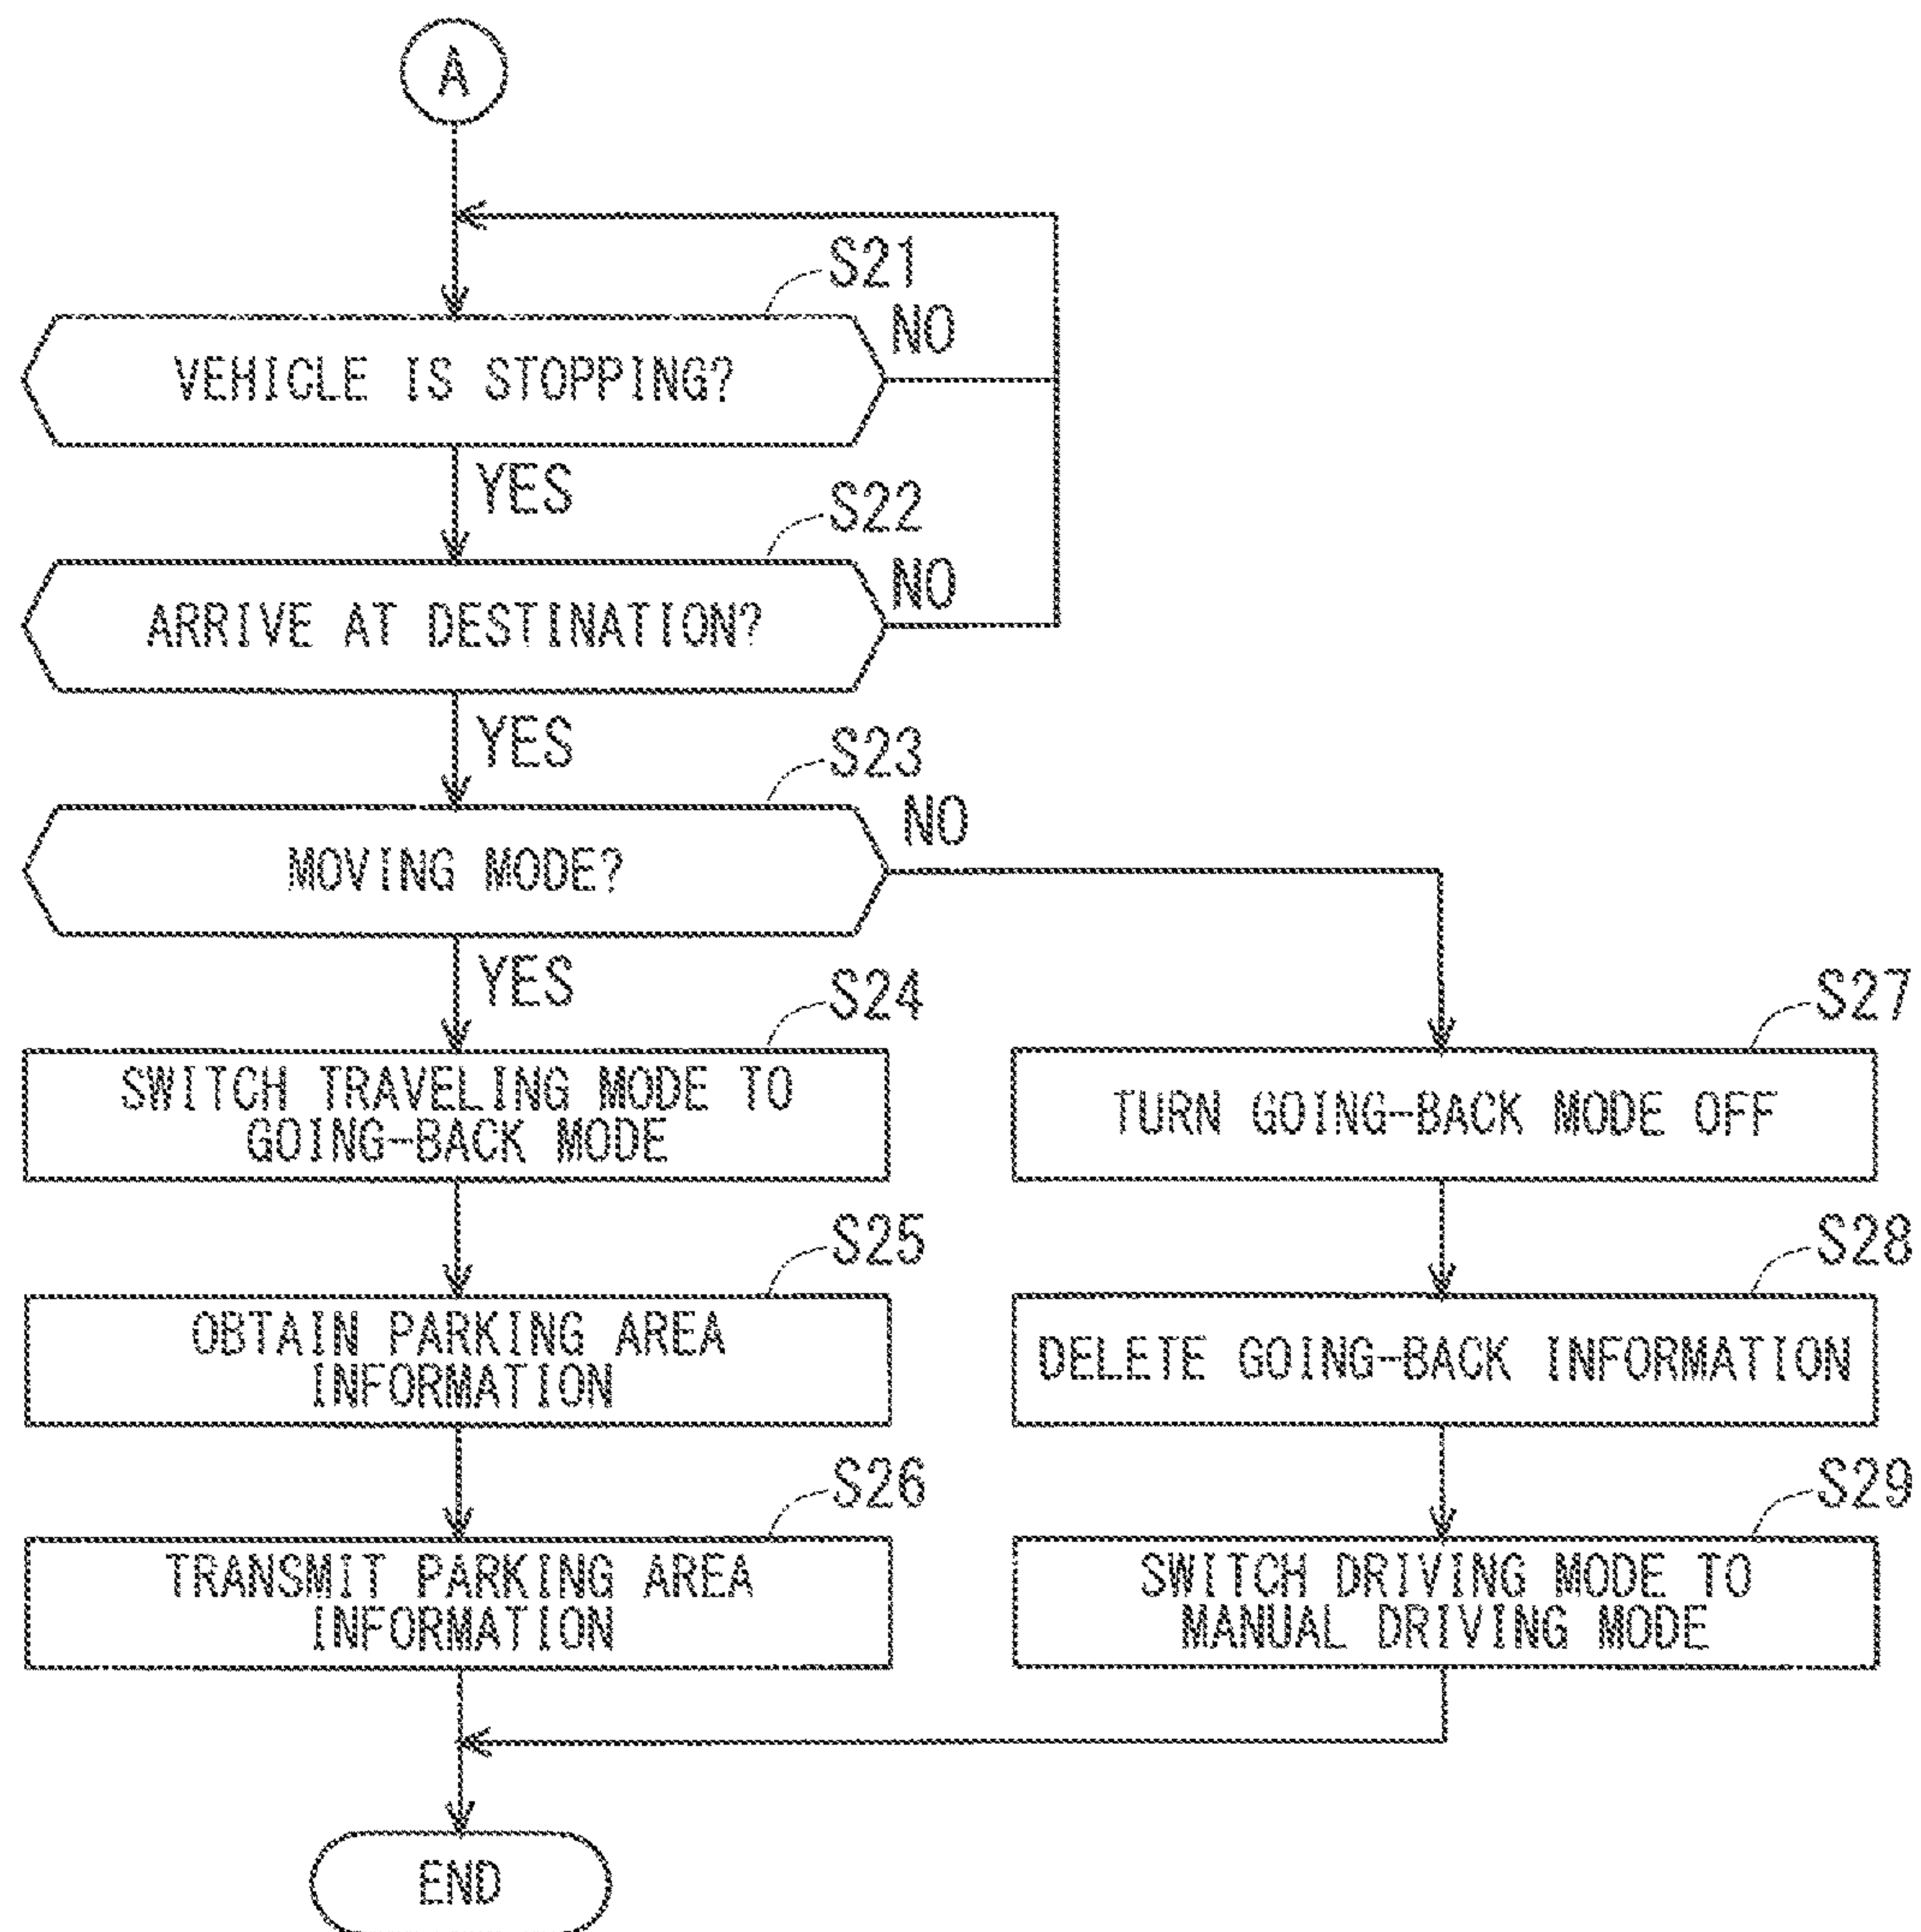 A
S21
NO
VEHICLE IS STOPPING?
YES
S22
NO
ARRIVE AT DESTINATION?
YES
S23
NO
MOVING MODE?
YES
S24
SWITCH TRAVELING MODE TO
GOING-BACK MODE
S27
TURN GOING-BACK MODE OFF
S25
OBTAIN PARKING AREA
INFORMATION
S28
DELETE GOING-BACK INFORMATION
S26
TRANSMIT PARKING AREA
INFORMATION
S29
SWITCH DRIVING MODE TO
MANUAL DRIVING MODE
END